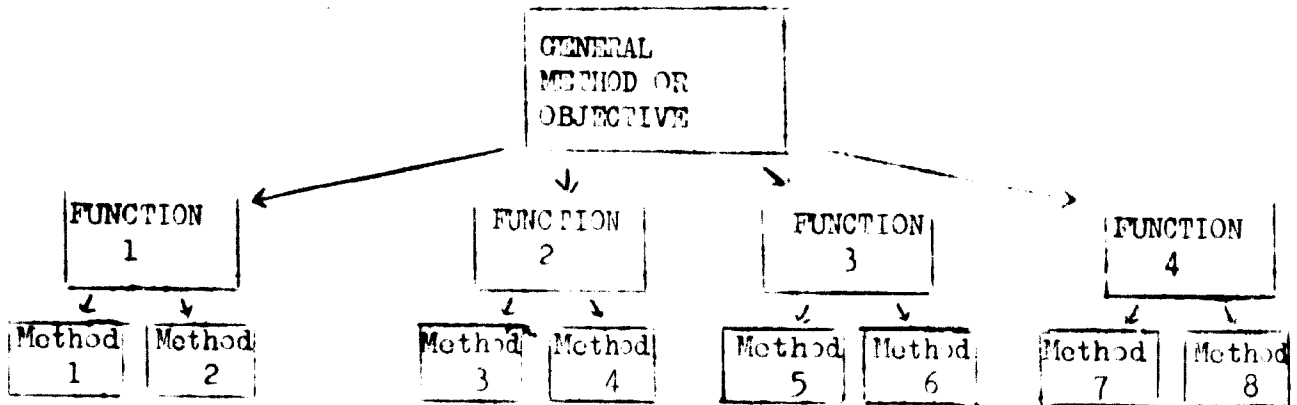 GENERAL
METHOD OR
OBJECTIVE
FUNCTION
1
FUNCTION
2
FUNCTION
3
FUNCTION
4
Method
1
Method
2
Method
3
Method
4
Method
5
Method
6
Method
7
Method
8